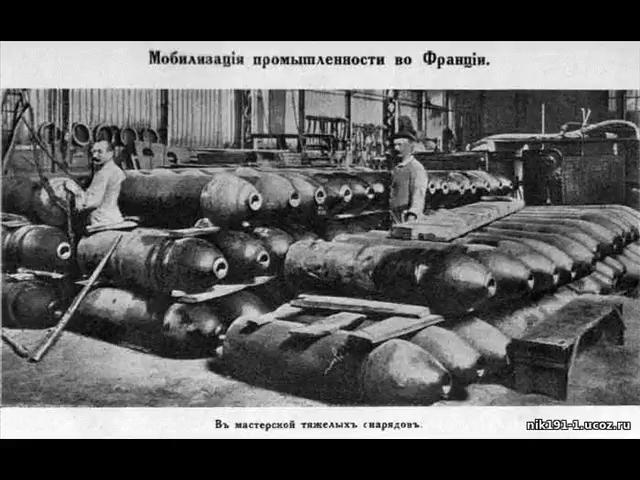 Мобилизація промышленности во Франціи.
Въ мастерской тяжелыхъ снарядовъ.
nik191-1.ucoz.ru